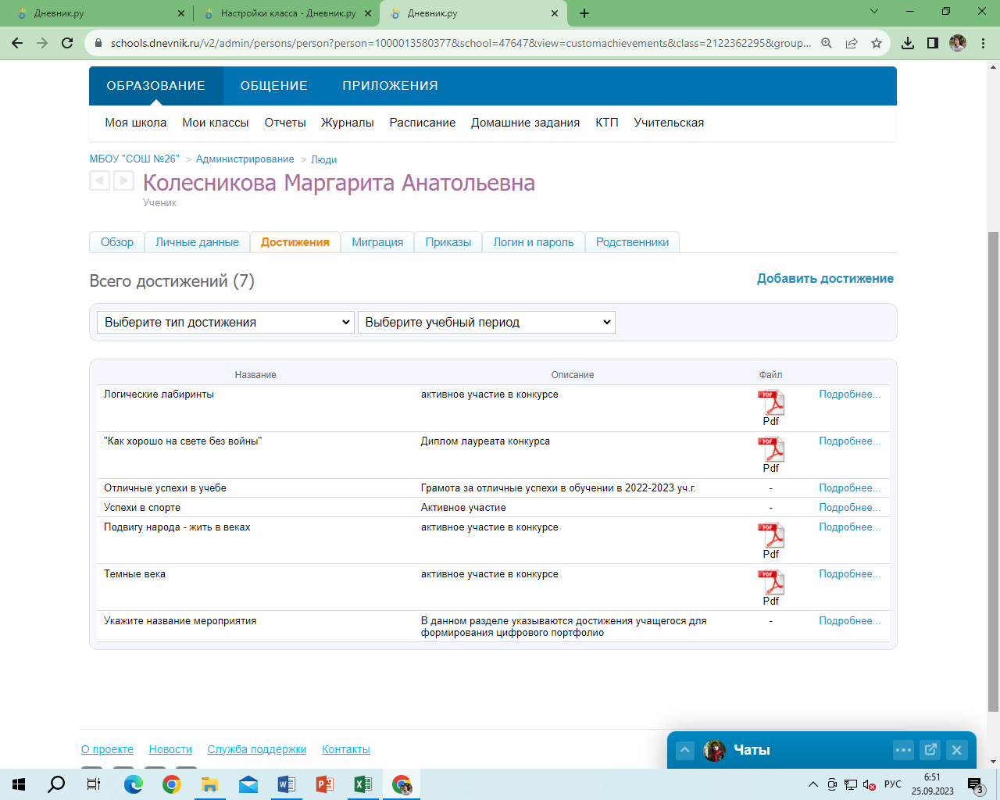 Дневник.ру
Настройки класса - Дневник.ру
Дневник.ру
schools.dnevnik.ru/v2/admin/persons/person?person=1000013580377&school=47647&view=customachievements&class=2122362295&group...
ОБРАЗОВАНИЕ ОБЩЕНИЕ ПРИЛОЖЕНИЯ
Моя школа Мои классы Отчеты Журналы Расписание Домашние задания КТП Учительская
МБОУ "СОШ №26" > Администрирование > Люди
Колесникова Маргарита Анатольевна
Ученик
Обзор Личные данные Достижения Миграция Приказы Логин и пароль Родственники
Всего достижений (7) Добавить достижение
Выберите тип достижения Выберите учебный период
Название Описание Файл
Логические лабиринты активное участие в конкурсе PDF Подробнее...
Pdf
"Как хорошо на свете без войны" Диплом лауреата конкурса PDF Подробнее...
Pdf
Отличные успехи в учебе Грамота за отличные успехи в обучении в 2022-2023 уч.г. - Подробнее...
Успехи в спорте Активное участие - Подробнее...
Подвигу народа - жить в веках активное участие в конкурсе PDF Подробнее...
Pdf
Темные века активное участие в конкурсе PDF Подробнее...
Pdf
Укажите название мероприятия В данном разделе указываются достижения учащегося для - Подробнее...
формирования цифрового портфолио
О проекте Новости Служба поддержки Контакты
Чаты
РУС
6:51
25.09.2023
3